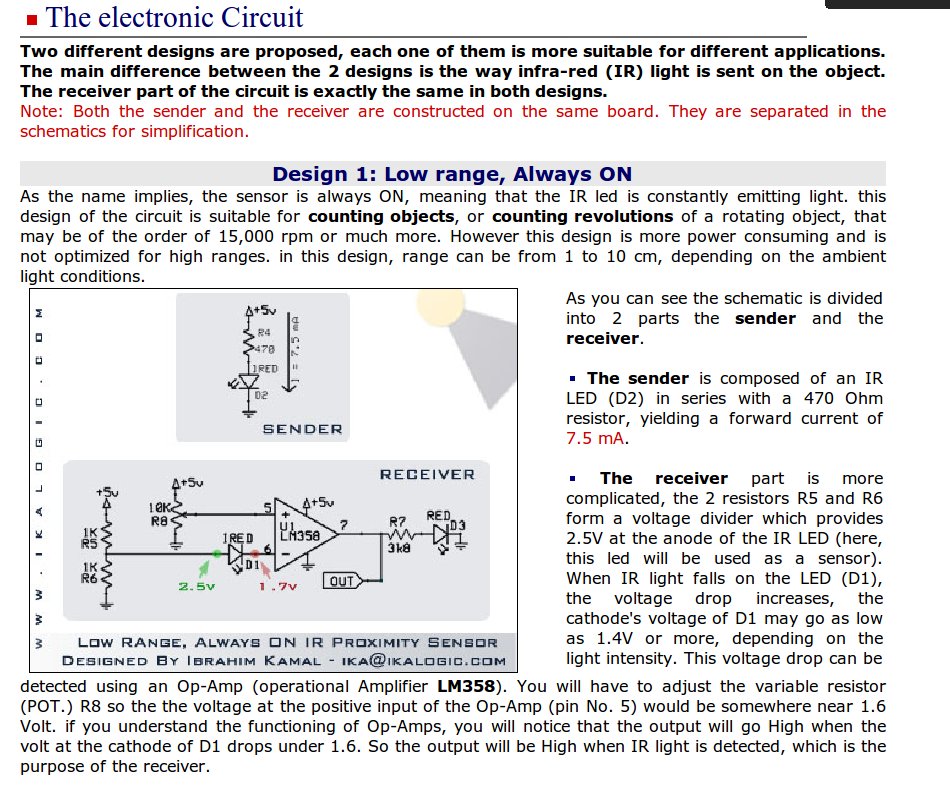 The electronic Circuit
Two different designs are proposed, each one of them is more suitable for different applications.
The main difference between the 2 designs is the way infra-red (IR) light is sent on the object.
The receiver part of the circuit is exactly the same in both designs.
Note: Both the sender and the receiver are constructed on the same board. They are separated in the
schematics for simplification.
Design 1: Low range, Always ON
As the name implies, the sensor is always ON, meaning that the IR led is constantly emitting light. this
design of the circuit is suitable for counting objects, or counting revolutions of a rotating object, that
may be of the order of 15,000 rpm or much more. However this design is more power consuming and is
not optimized for high ranges. in this design, range can be from 1 to 10 cm, depending on the ambient
light conditions.
WWW.IKALOGIC.COM
+5v
R4
470
IRED
D2
I = 7.5 mA
SENDER
RECEIVER
+5v
1K
R5
1K
R6
+5v
10K
R8
IRED
D1
2.5v
1.7v
5
+
6
-
U1
LM358
+5v
7
R7
3k0
RED
D3
OUT
LOW RANGE, ALWAYS ON IR PROXIMITY SENSOR
DESIGNED BY IBRAHIM KAMAL - IKA@IKALOGIC.COM
As you can see the schematic is divided
into 2 parts the sender and the
receiver.
▪ The sender is composed of an IR
LED (D2) in series with a 470 Ohm
resistor, yielding a forward current of
7.5 mA.
▪ The receiver part is more
complicated, the 2 resistors R5 and R6
form a voltage divider which provides
2.5V at the anode of the IR LED (here,
this led will be used as a sensor).
When IR light falls on the LED (D1),
the voltage drop increases, the
cathode's voltage of D1 may go as low
as 1.4V or more, depending on the
light intensity. This voltage drop can be
detected using an Op-Amp (operational Amplifier LM358). You will have to adjust the variable resistor
(POT.) R8 so the the voltage at the positive input of the Op-Amp (pin No. 5) would be somewhere near 1.6
Volt. if you understand the functioning of Op-Amps, you will notice that the output will go High when the
volt at the cathode of D1 drops under 1.6. So the output will be High when IR light is detected, which is the
purpose of the receiver.